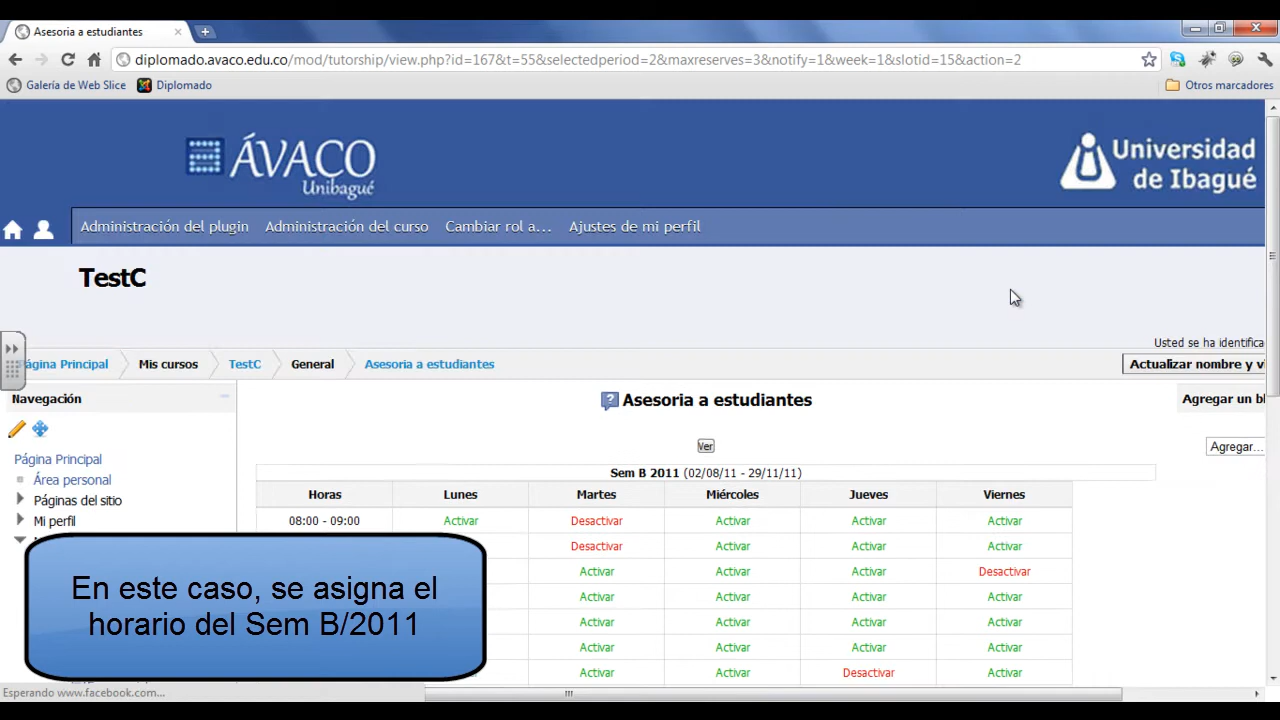 Asesoria a estudiantes
diplomado.avaco.edu.co/mod/tutorship/view.php?id=167&t=55&selectedperiod=2&maxreserves=3&notify=1&week=1&slotid=15&action=2
Galería de Web Slice Diplomado Otros marcadores
ÁVACO
Unibagué
Universidad
de Ibagué
Administración del plugin Administración del curso Cambiar rol a... Ajustes de mi perfil
TestC
Usted se ha identifica
Página Principal Mis cursos TestC General Asesoria a estudiantes Actualizar nombre y vi
Navegación
Asesoria a estudiantes
Agregar un bl
Ver
Agregar...
Página Principal
Área personal
Páginas del sitio
Mi perfil
Sem B 2011 (02/08/11 - 29/11/11)
Horas Lunes Martes Miércoles Jueves Viernes
08:00 - 09:00 Activar Desactivar Activar Activar Activar
Desactivar Activar Activar Activar
Activar Activar Activar Desactivar
Activar Activar Activar Activar
Activar Activar Activar Activar
Activar Activar Activar Activar
Activar Activar Desactivar Activar
En este caso, se asigna el
horario del Sem B/2011
Esperando www.facebook.com...